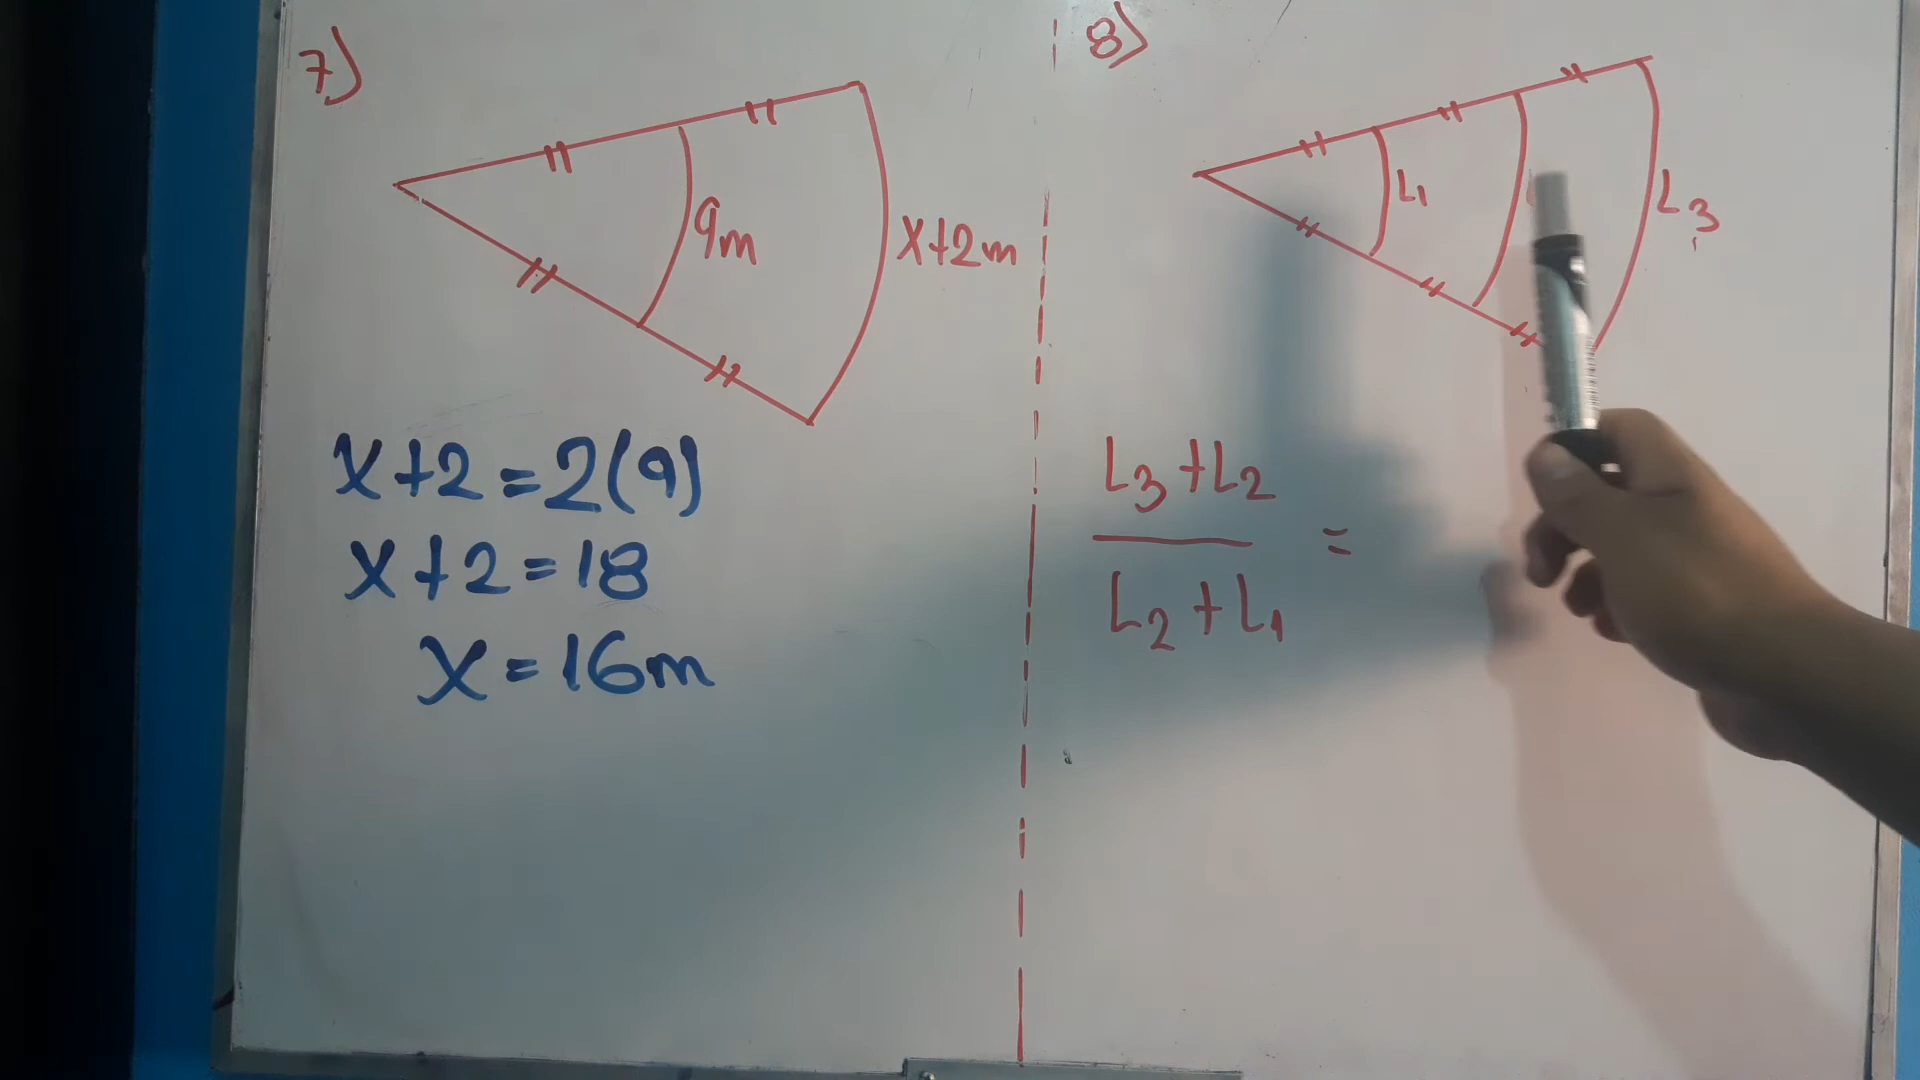 7)
9m
x+2m
x+2=2(9)
x+2=18
x=16m
8)
L₁
L₃
L₃+L₂
=
L₂+L₁